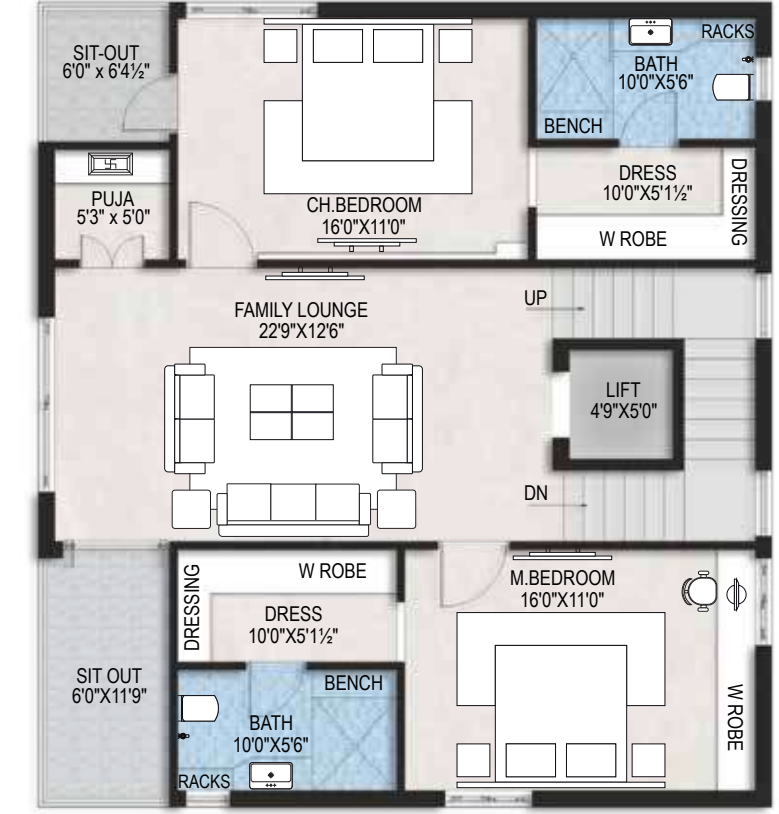 SIT-OUT
6'0" x 6'4½"
RACKS
BATH
10'0"X5'6"
BENCH
PUJA
5'3" x 5'0"
CH.BEDROOM
16'0"X11'0"
DRESS
10'0"X5'1½"
DRESSING
W ROBE
FAMILY LOUNGE
22'9"X12'6"
UP
LIFT
4'9"X5'0"
DN
DRESSING
W ROBE
DRESS
10'0"X5'1½"
M.BEDROOM
16'0"X11'0"
SIT OUT
6'0"X11'9"
BENCH
BATH
10'0"X5'6"
RACKS
W ROBE